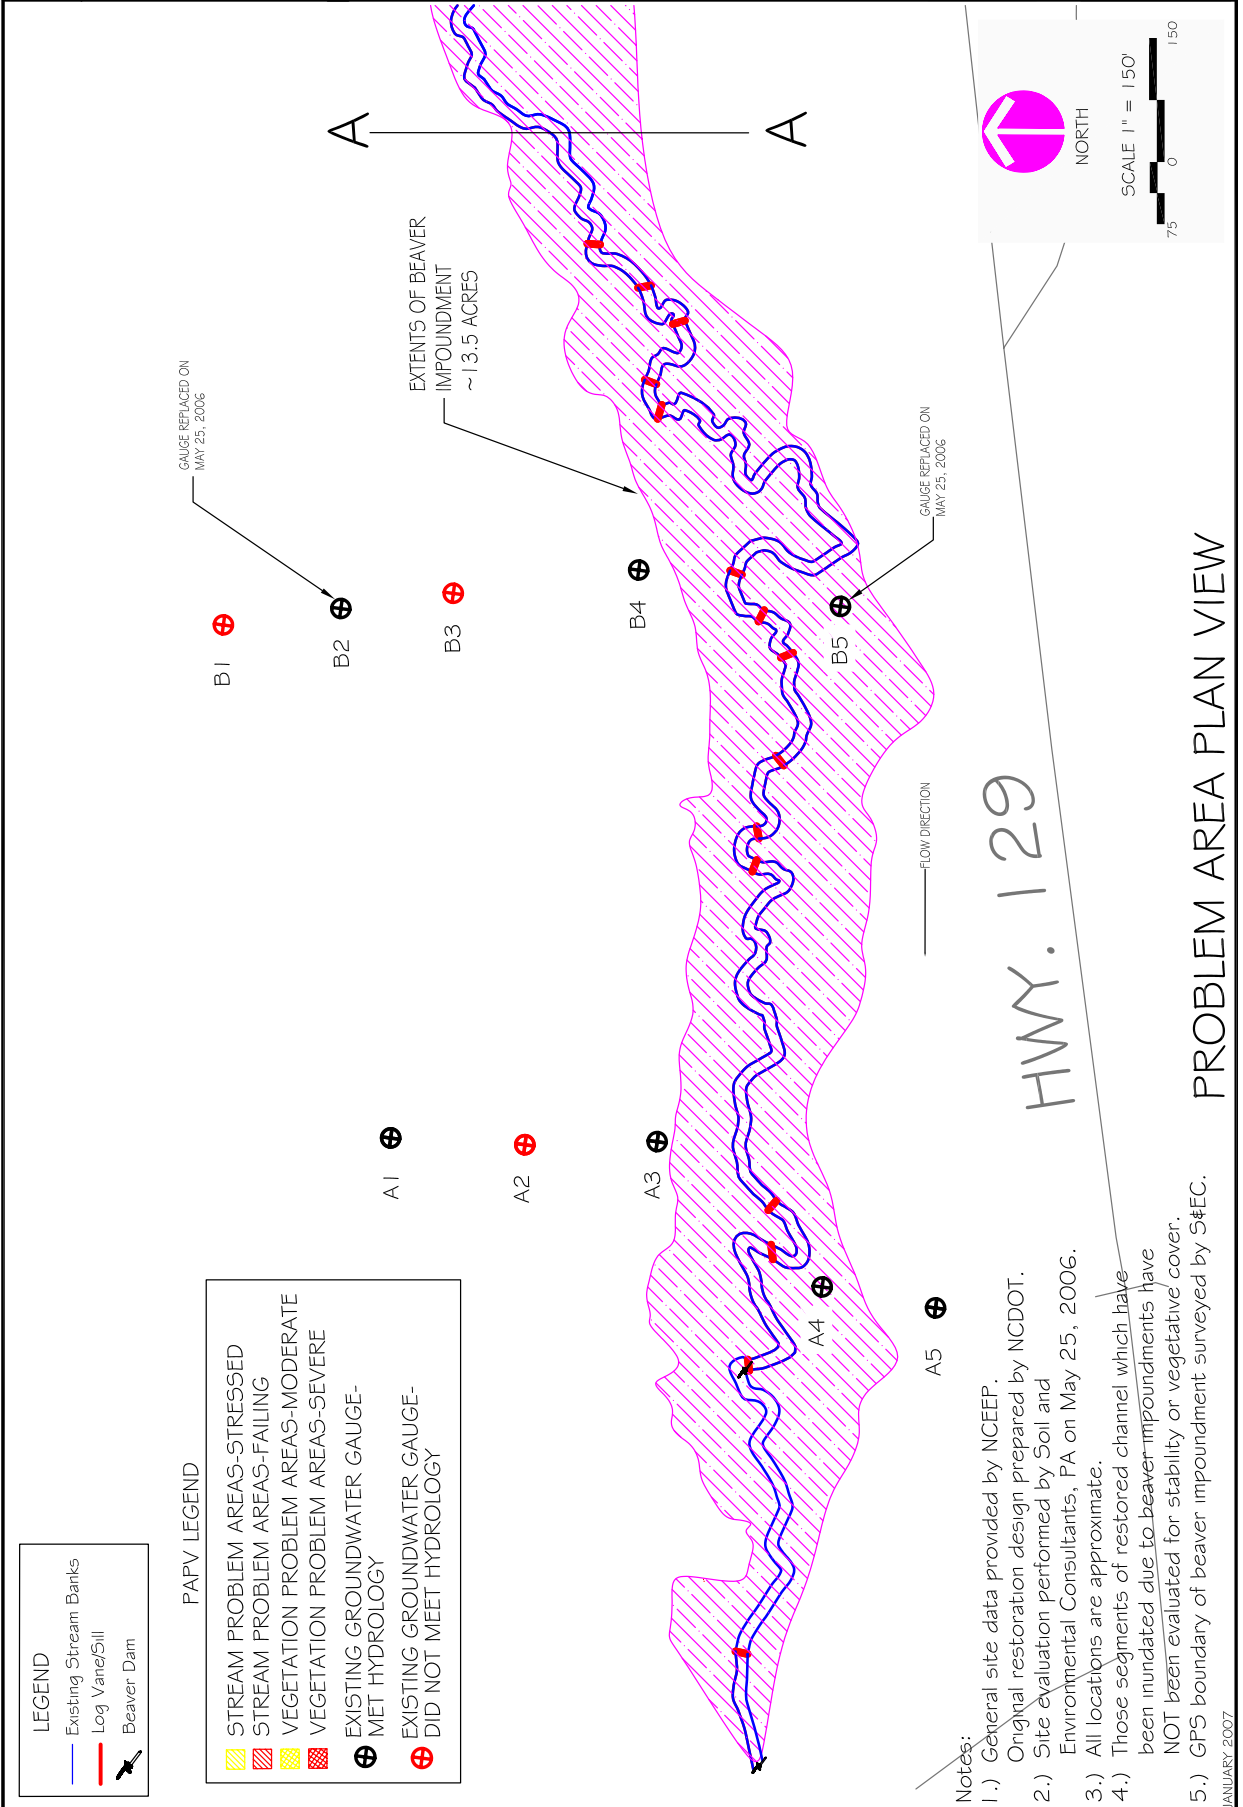 LEGEND
Existing Stream Banks
Log Vane/Sill
Beaver Dam
PAPV LEGEND
STREAM PROBLEM AREAS-STRESSED
STREAM PROBLEM AREAS-FAILING
VEGETATION PROBLEM AREAS-MODERATE
VEGETATION PROBLEM AREAS-SEVERE
EXISTING GROUNDWATER GAUGE-
MET HYDROLOGY
EXISTING GROUNDWATER GAUGE-
DID NOT MEET HYDROLOGY
A1
A2
A3
A4
A5
B1
B2
B3
B4
B5
GAUGE REPLACED ON
MAY 25, 2006
EXTENTS OF BEAVER
IMPOUNDMENT
~13.5 ACRES
GAUGE REPLACED ON
MAY 25, 2006
A
A
FLOW DIRECTION
HWY. 129
NORTH
SCALE 1" = 150'
75
0
150
Notes:
1.) General site data provided by NCEEP.
Original restoration design prepared by NCDOT.
2.) Site evaluation performed by Soil and
Environmental Consultants, PA on May 25, 2006.
3.) All locations are approximate.
4.) Those segments of restored channel which have
been inundated due to beaver impoundments have
NOT been evaluated for stability or vegetative cover.
5.) GPS boundary of beaver impoundment surveyed by S&EC.
PROBLEM AREA PLAN VIEW
JANUARY 2007